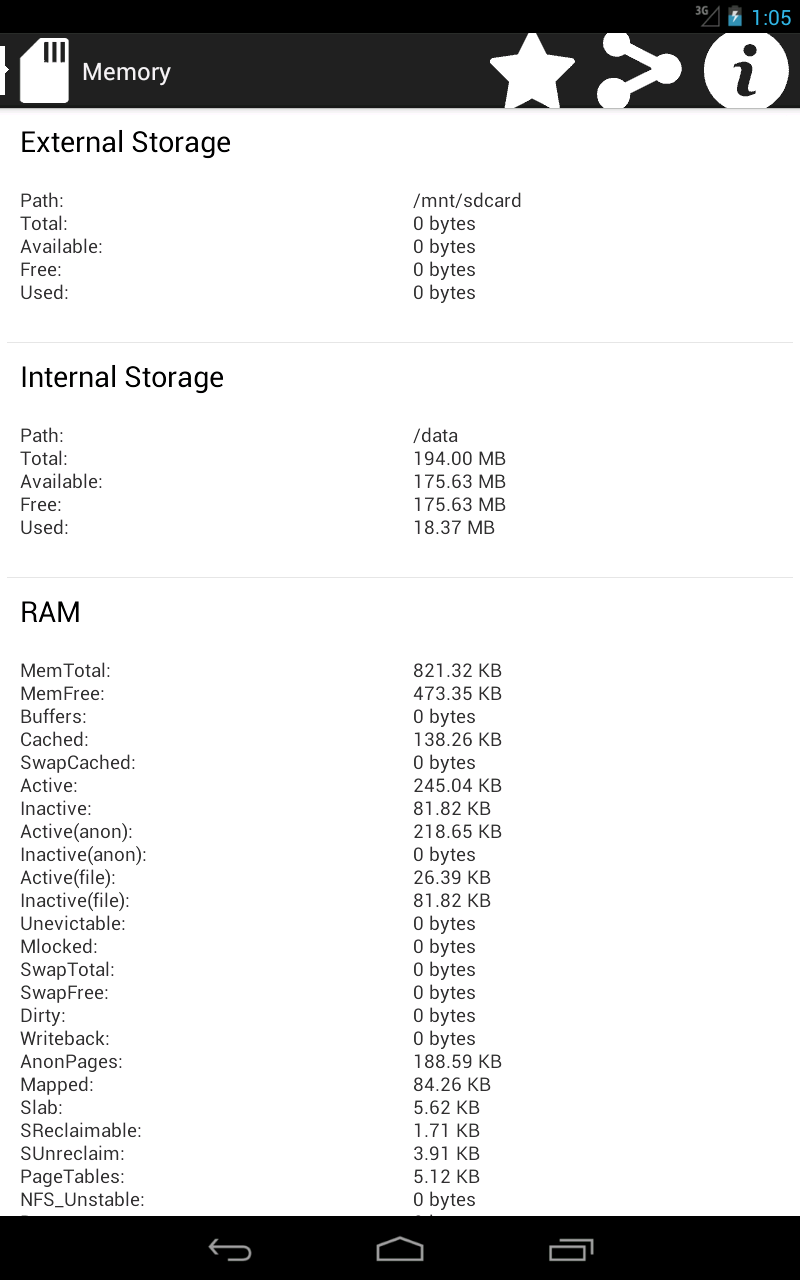 3G 1:05
Memory
External Storage
Path: /mnt/sdcard
Total: 0 bytes
Available: 0 bytes
Free: 0 bytes
Used: 0 bytes
Internal Storage
Path: /data
Total: 194.00 MB
Available: 175.63 MB
Free: 175.63 MB
Used: 18.37 MB
RAM
MemTotal: 821.32 KB
MemFree: 473.35 KB
Buffers: 0 bytes
Cached: 138.26 KB
SwapCached: 0 bytes
Active: 245.04 KB
Inactive: 81.82 KB
Active(anon): 218.65 KB
Inactive(anon): 0 bytes
Active(file): 26.39 KB
Inactive(file): 81.82 KB
Unevictable: 0 bytes
Mlocked: 0 bytes
SwapTotal: 0 bytes
SwapFree: 0 bytes
Dirty: 0 bytes
Writeback: 0 bytes
AnonPages: 188.59 KB
Mapped: 84.26 KB
Slab: 5.62 KB
SReclaimable: 1.71 KB
SUnreclaim: 3.91 KB
PageTables: 5.12 KB
NFS_Unstable: 0 bytes